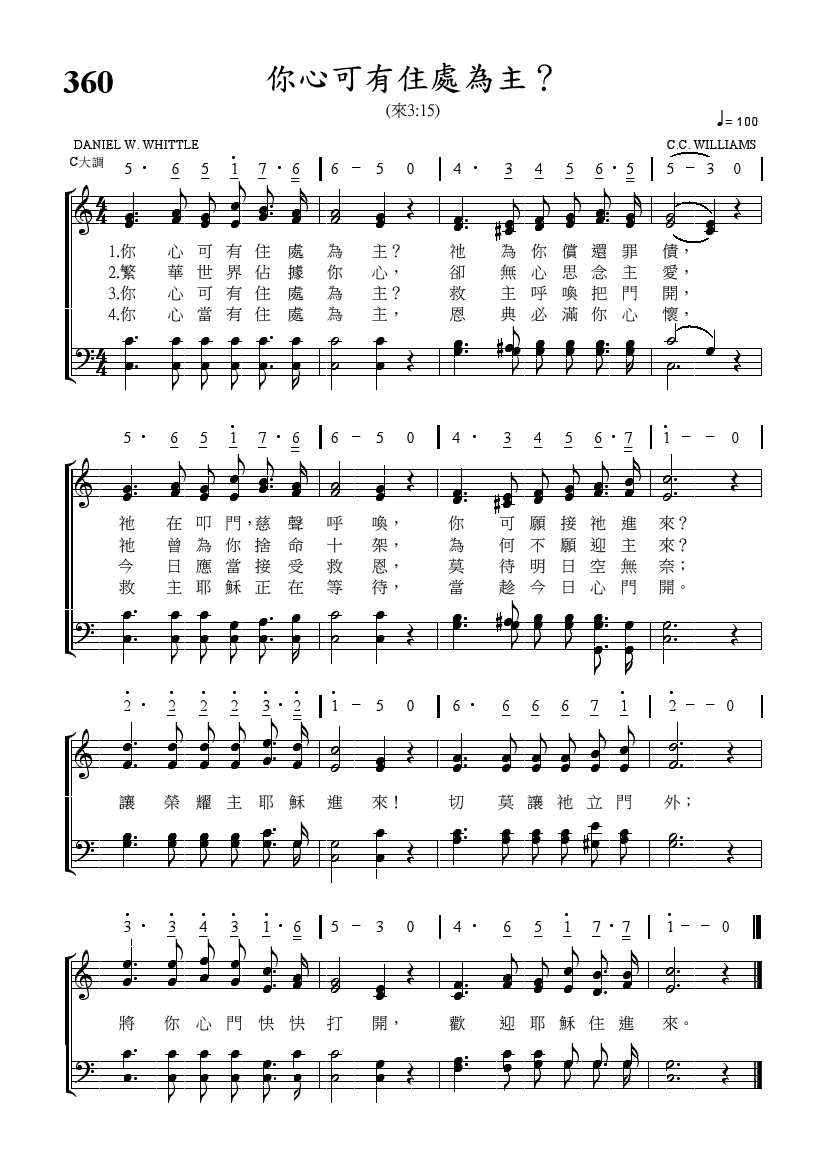 360
你心可有住處為主？
(來3:15)
♩= 100
DANIEL W. WHITTLE
C.C. WILLIAMS
C大調
5 · 6 5 1 7 · 6 | 6 – 5 0 | 4 · 3 4 5 6 · 5 | 5 – 3 0 |
1.你 心 可 有 住 處 為 主？ 祂 為 你 償 還 罪 債，
2.繁 華 世 界 佔 據 你 心， 卻 無 心 思 念 主 愛，
3.你 心 可 有 住 處 為 主？ 救 主 呼 喚 把 門 開，
4.你 心 當 有 住 處 為 主， 恩 典 必 滿 你 心 懷，
5 · 6 5 1 7 · 6 | 6 – 5 0 | 4 · 3 4 5 6 · 7 | 1 – – 0 |
祂 在 叩 門，慈 聲 呼 喚， 你 可 願 接 祂 進 來？
祂 曾 為 你 捨 命 十 架， 為 何 不 願 迎 主 來？
今 日 應 當 接 受 救 恩， 莫 待 明 日 空 無 奈；
救 主 耶 穌 正 在 等 待， 當 趁 今 日 心 門 開。
2 · 2 2 2 3 · 2 | 1 – 5 0 | 6 · 6 6 6 7 1 | 2 – – 0 |
讓 榮 耀 主 耶 穌 進 來！ 切 莫 讓 祂 立 門 外；
3 · 3 4 3 1 · 6 | 5 – 3 0 | 4 · 6 5 1 7 · 7 | 1 – – 0
將 你 心 門 快 快 打 開， 歡 迎 耶 穌 住 進 來。